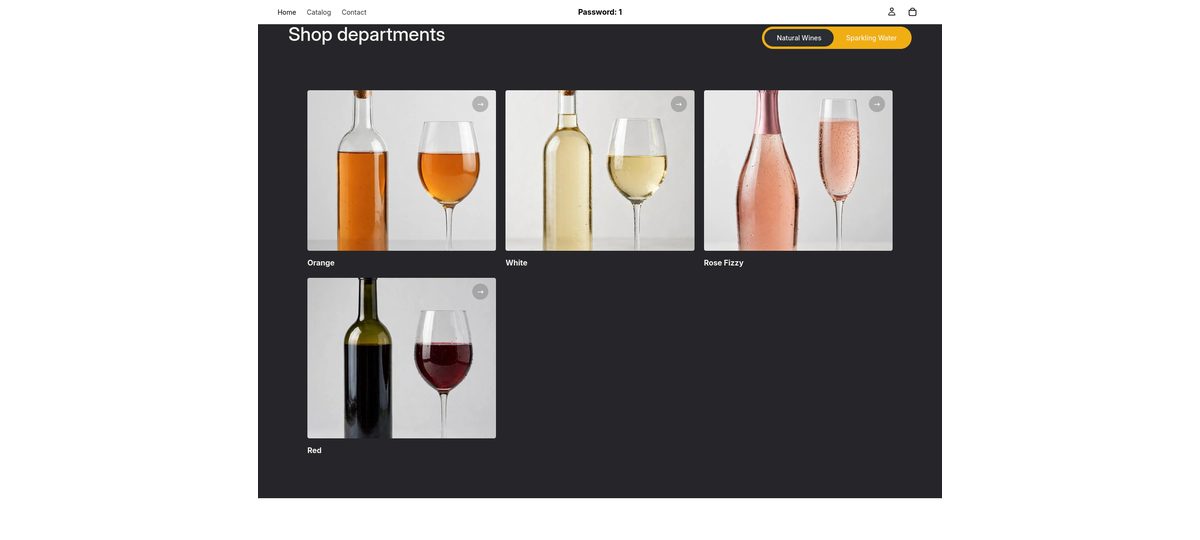 Home Catalog Contact
Password: 1
Shop departments
Natural Wines Sparkling Water
Orange
White
Rose Fizzy
Red